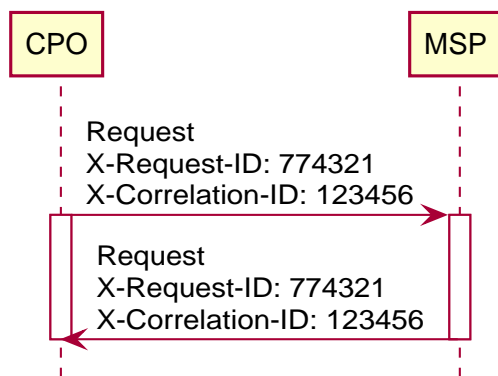 CPO
MSP
Request
X-Request-ID: 774321
X-Correlation-ID: 123456
Request
X-Request-ID: 774321
X-Correlation-ID: 123456